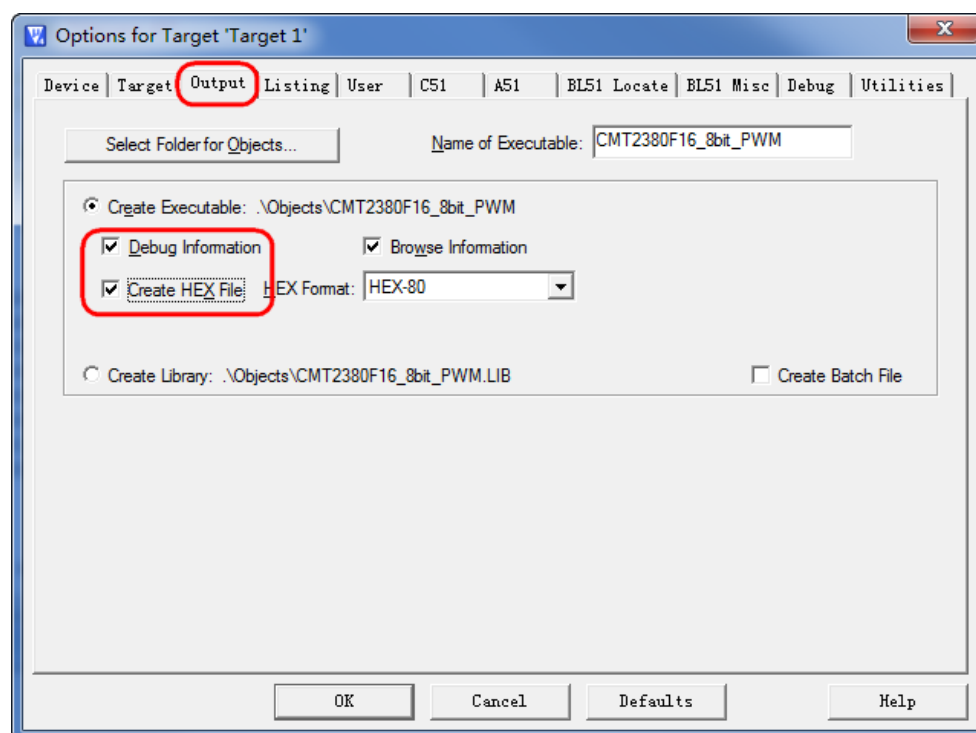 Options for Target 'Target 1'
Device Target Output Listing User C51 A51 BL51 Locate BL51 Misc Debug Utilities
Select Folder for Objects... Name of Executable: CMT2380F16_8bit_PWM
Create Executable: .\Objects\CMT2380F16_8bit_PWM
Debug Information Browse Information
Create HEX File HEX Format: HEX-80
Create Library: .\Objects\CMT2380F16_8bit_PWM.LIB Create Batch File
OK Cancel Defaults Help